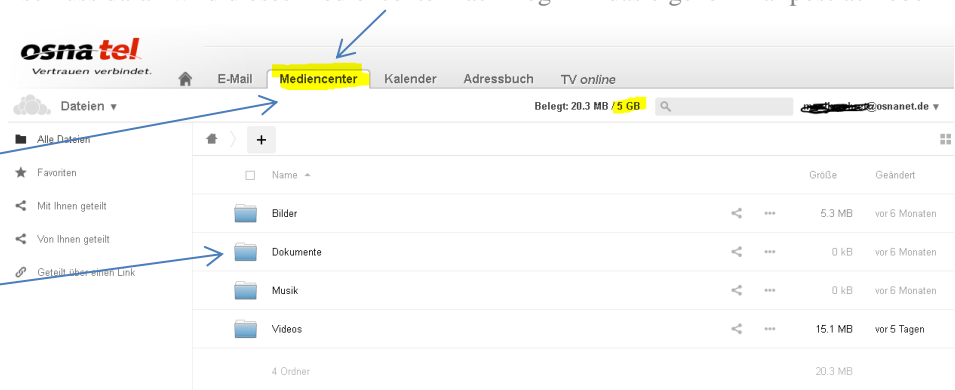 osnatel
Vertrauen verbindet.
E-Mail Mediencenter Kalender Adressbuch TV online
Dateien Belegt: 20.3 MB / 5 GB @osnanet.de
Alle Dateien
Favoriten
Mit Ihnen geteilt
Von Ihnen geteilt
Geteilt über einen Link
+
Name Größe Geändert
Bilder 5.3 MB vor 6 Monaten
Dokumente 0 kB vor 6 Monaten
Musik 0 kB vor 6 Monaten
Videos 15.1 MB vor 5 Tagen
4 Ordner 20.3 MB